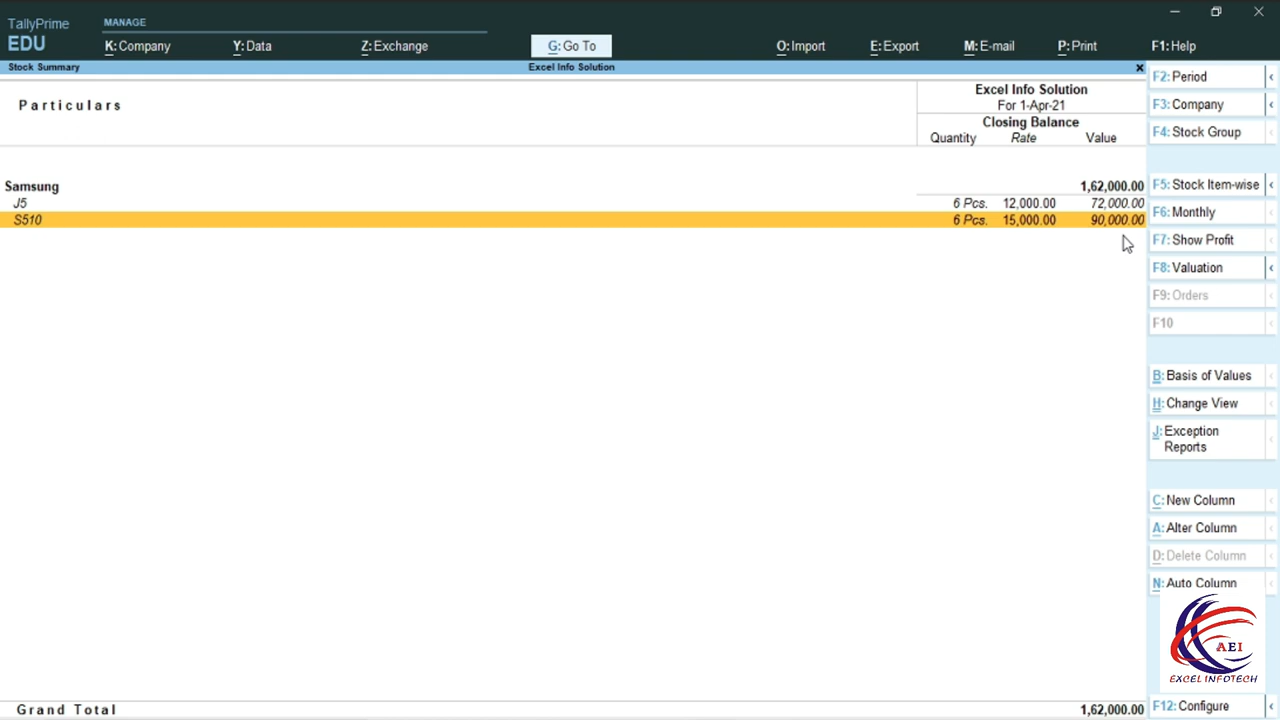 TallyPrime
EDU
MANAGE
K: Company
Y: Data
Z: Exchange
G: Go To
O: Import
E: Export
M: E-mail
P: Print
F1: Help
Stock Summary
Excel Info Solution
x
Particulars
Excel Info Solution
For 1-Apr-21
Closing Balance
Quantity Rate Value
Samsung 1,62,000.00
J5 6 Pcs. 12,000.00 72,000.00
S510 6 Pcs. 15,000.00 90,000.00
Grand Total 1,62,000.00
F2: Period
F3: Company
F4: Stock Group
F5: Stock Item-wise
F6: Monthly
F7: Show Profit
F8: Valuation
F9: Orders
F10
B: Basis of Values
H: Change View
J: Exception
Reports
C: New Column
A: Alter Column
D: Delete Column
N: Auto Column
AEI
EXCEL INFOTECH
F12: Configure